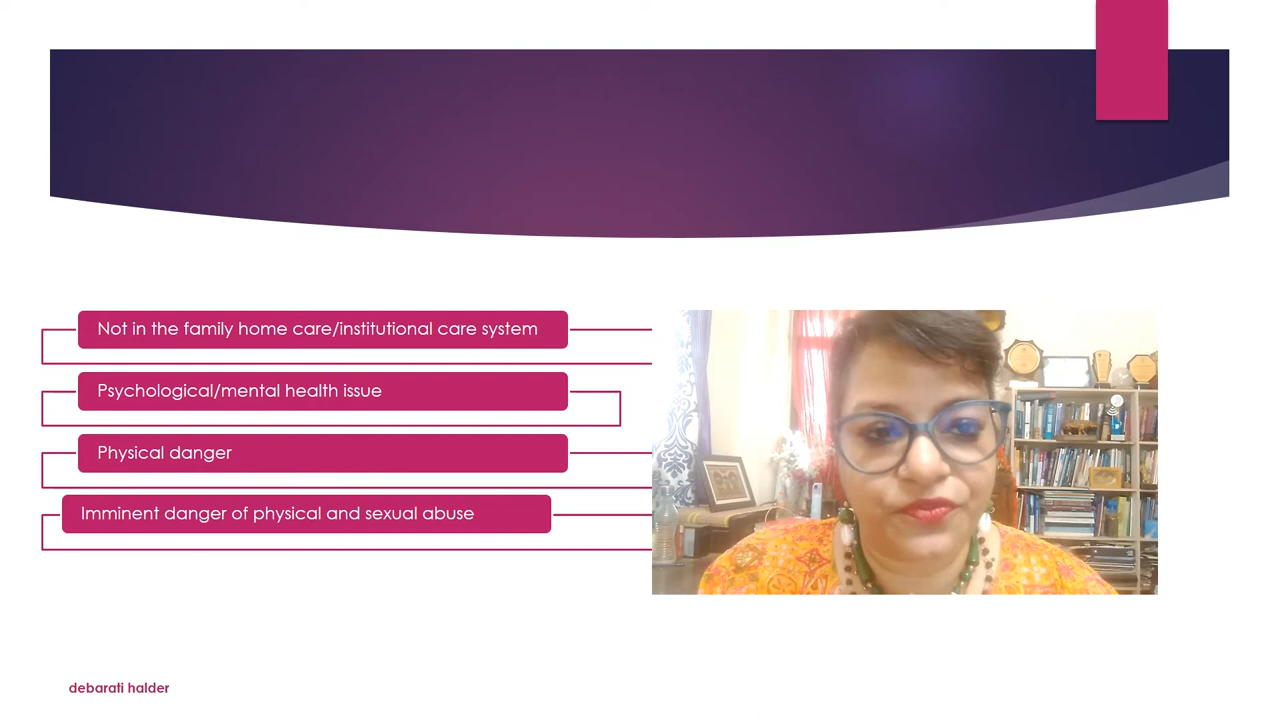 Not in the family home care/institutional care system
Psychological/mental health issue
Physical danger
Imminent danger of physical and sexual abuse
debarati halder